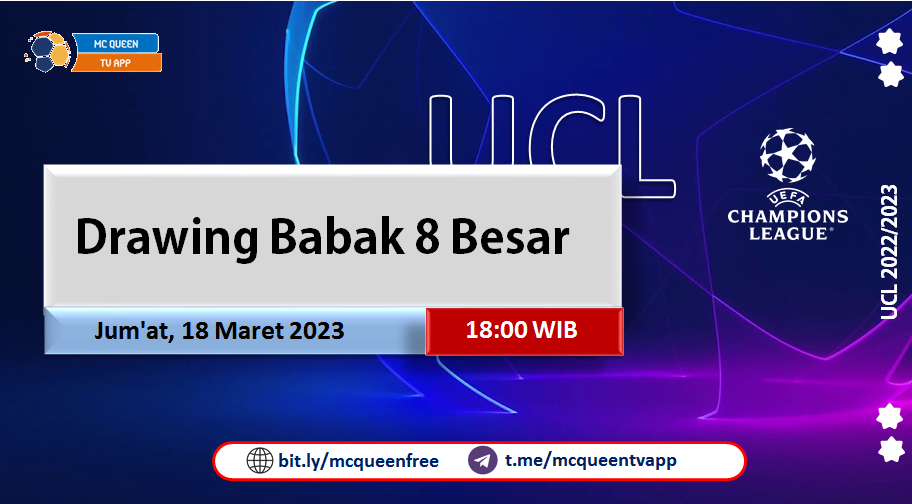 MC QUEEN
TV APP
UCL
Drawing Babak 8 Besar
Jum'at, 18 Maret 2023
18:00 WIB
UEFA
CHAMPIONS
LEAGUE®
UCL 2022/2023
bit.ly/mcqueenfree
t.me/mcqueentvapp